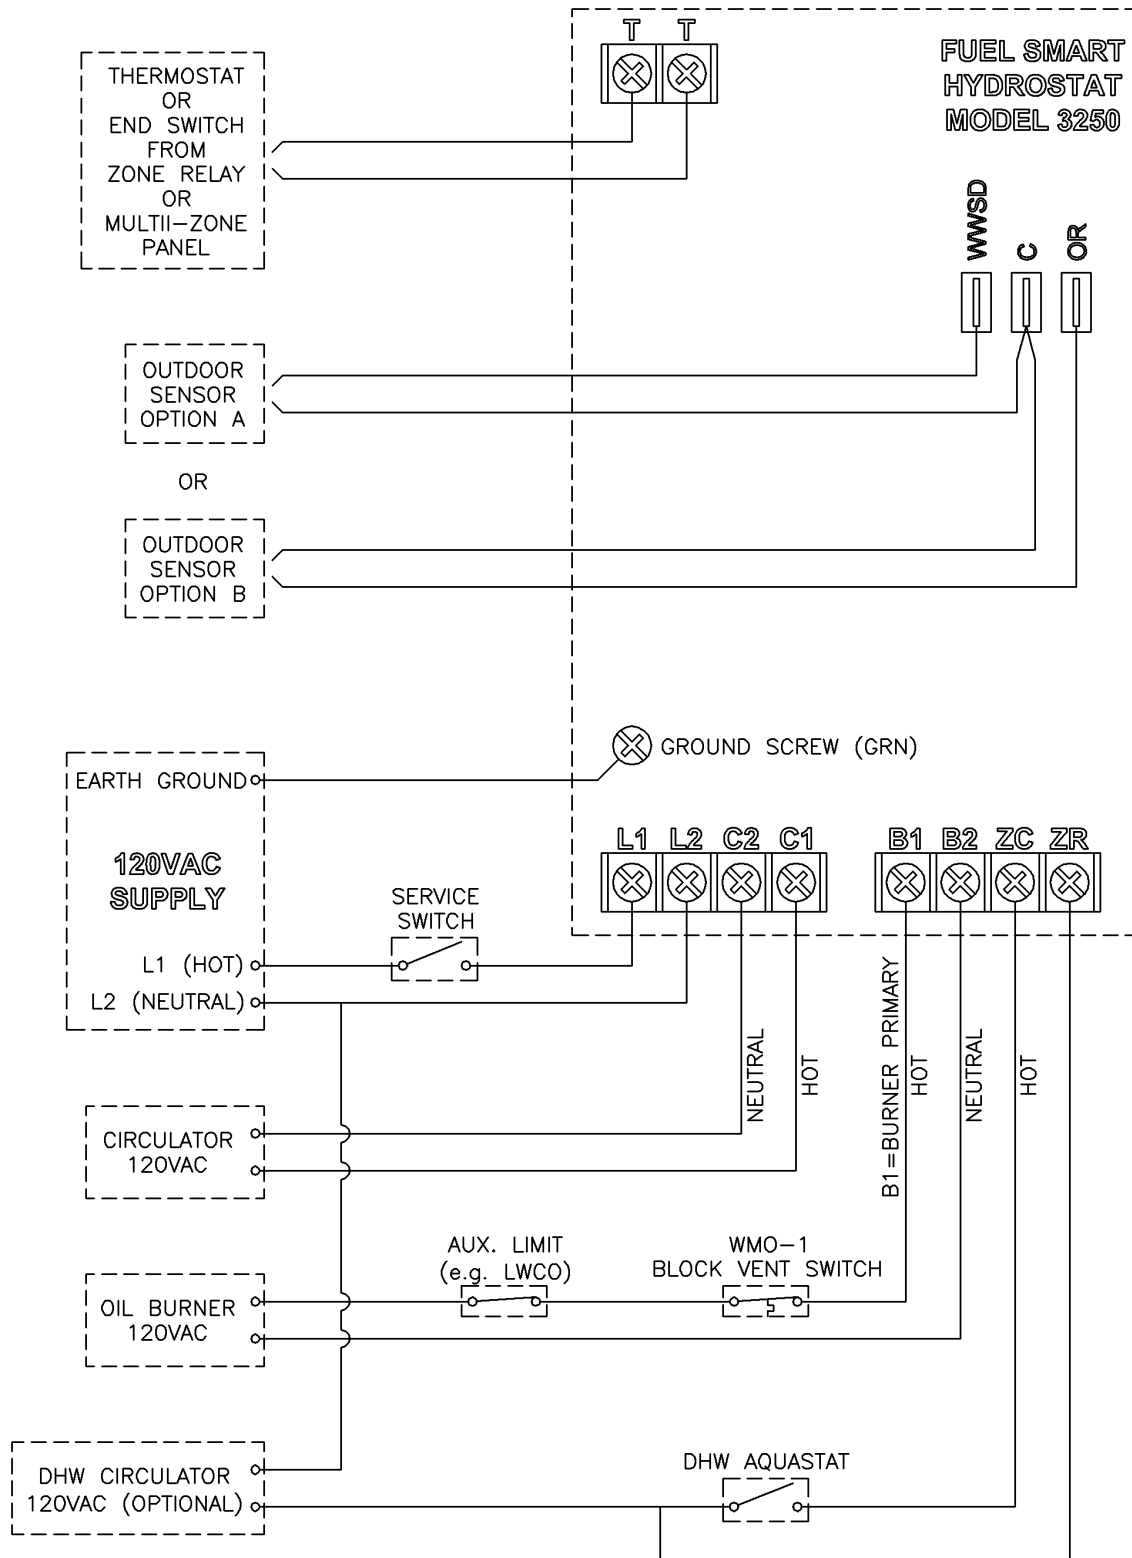 T T
FUEL SMART
HYDROSTAT
MODEL 3250
THERMOSTAT
OR
END SWITCH
FROM
ZONE RELAY
OR
MULTII-ZONE
PANEL
WWSD
C
OR
OUTDOOR
SENSOR
OPTION A
OR
OUTDOOR
SENSOR
OPTION B
GROUND SCREW (GRN)
EARTH GROUND
120VAC
SUPPLY
L1 (HOT)
L2 (NEUTRAL)
SERVICE
SWITCH
L1 L2 C2 C1
B1 B2 ZC ZR
NEUTRAL
HOT
B1=BURNER PRIMARY
HOT
NEUTRAL
HOT
CIRCULATOR
120VAC
AUX. LIMIT
(e.g. LWCO)
WMO-1
BLOCK VENT SWITCH
OIL BURNER
120VAC
DHW CIRCULATOR
120VAC (OPTIONAL)
DHW AQUASTAT